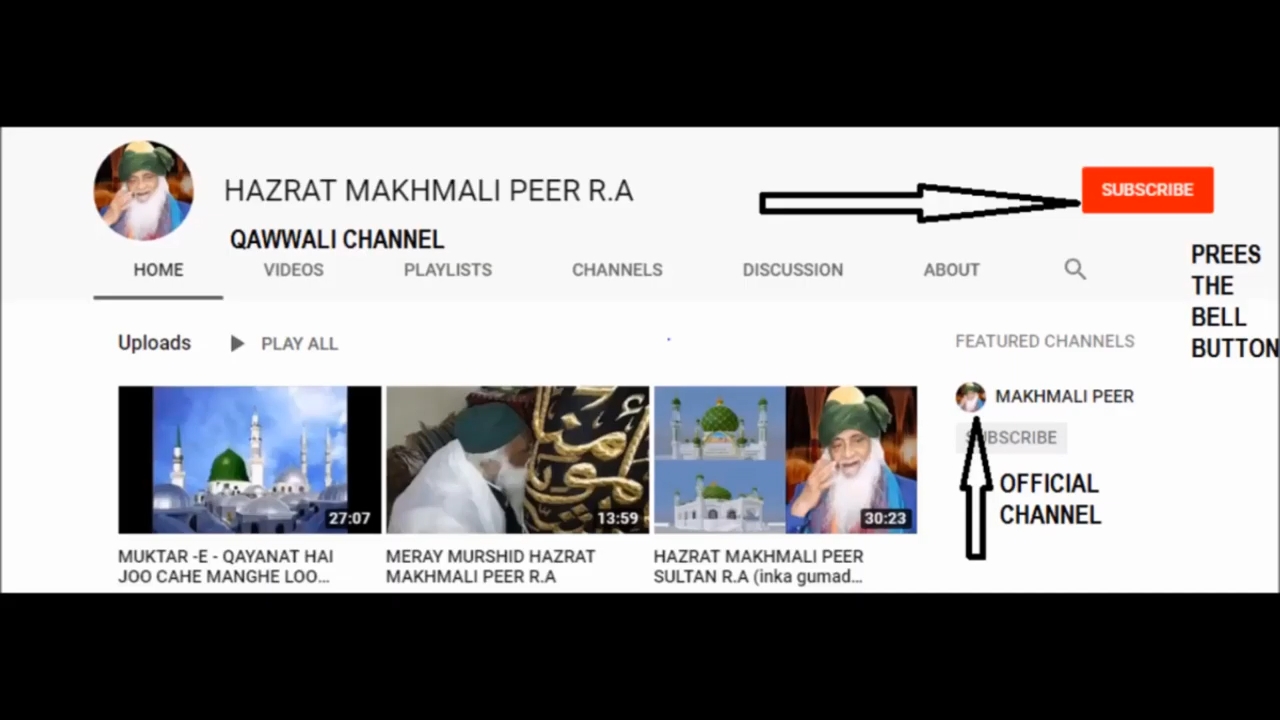 HAZRAT MAKHMALI PEER R.A
SUBSCRIBE
QAWWALI CHANNEL
HOME VIDEOS PLAYLISTS CHANNELS DISCUSSION ABOUT
PREES
THE
BELL
BUTTON
Uploads PLAY ALL
FEATURED CHANNELS
MAKHMALI PEER
SUBSCRIBE
OFFICIAL
CHANNEL
27:07
13:59
30:23
MUKTAR -E - QAYANAT HAI
JOO CAHE MANGHE LOO...
MERAY MURSHID HAZRAT
MAKHMALI PEER R.A
HAZRAT MAKHMALI PEER
SULTAN R.A (inka gumad...